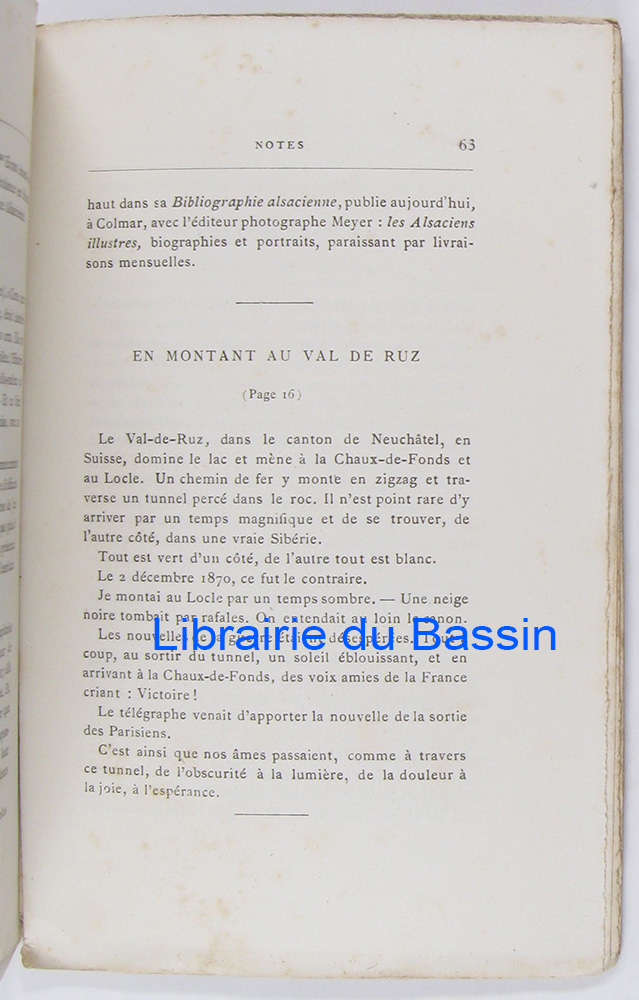 NOTES 63
haut dans sa Bibliographie alsacienne, publie aujourd'hui,
à Colmar, avec l'éditeur photographe Meyer : les Alsaciens
illustres, biographies et portraits, paraissant par livrai-
sons mensuelles.
EN MONTANT AU VAL DE RUZ
(Page 16)
Le Val-de-Ruz, dans le canton de Neuchâtel, en
Suisse, domine le lac et mène à la Chaux-de-Fonds et
au Locle. Un chemin de fer y monte en zigzag et tra-
verse un tunnel percé dans le roc. Il n'est point rare d'y
arriver par un temps magnifique et de se trouver, de
l'autre côté, dans une vraie Sibérie.
Tout est vert d'un côté, de l'autre tout est blanc.
Le 2 décembre 1870, ce fut le contraire.
Je montai au Locle par un temps sombre. — Une neige
noire tombait par rafales. On entendait au loin le canon.
Les nouvelles de la guerre étaient désespérées. Tout à
coup, au sortir du tunnel, un soleil éblouissant, et en
arrivant à la Chaux-de-Fonds, des voix amies de la France
criant : Victoire !
Le télégraphe venait d'apporter la nouvelle de la sortie
des Parisiens.
C'est ainsi que nos âmes passaient, comme à travers
ce tunnel, de l'obscurité à la lumière, de la douleur à
la joie, à l'espérance.
Librairie du Bassin